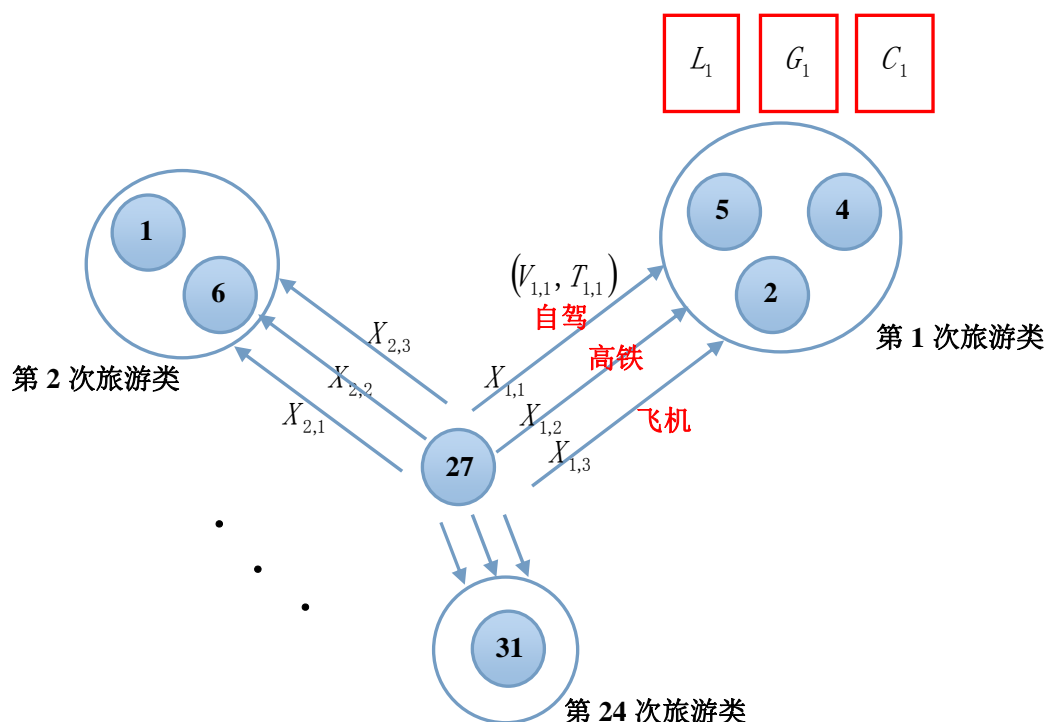 L₁ G₁ C₁
1
5
4
6
2
(V₁,₁, T₁,₁)
自驾
X₂,₃
第 1 次旅游类
高铁
第 2 次旅游类
X₂,₂
X₁,₁
X₂,₁
X₁,₂
飞机
X₁,₃
27
31
第 24 次旅游类